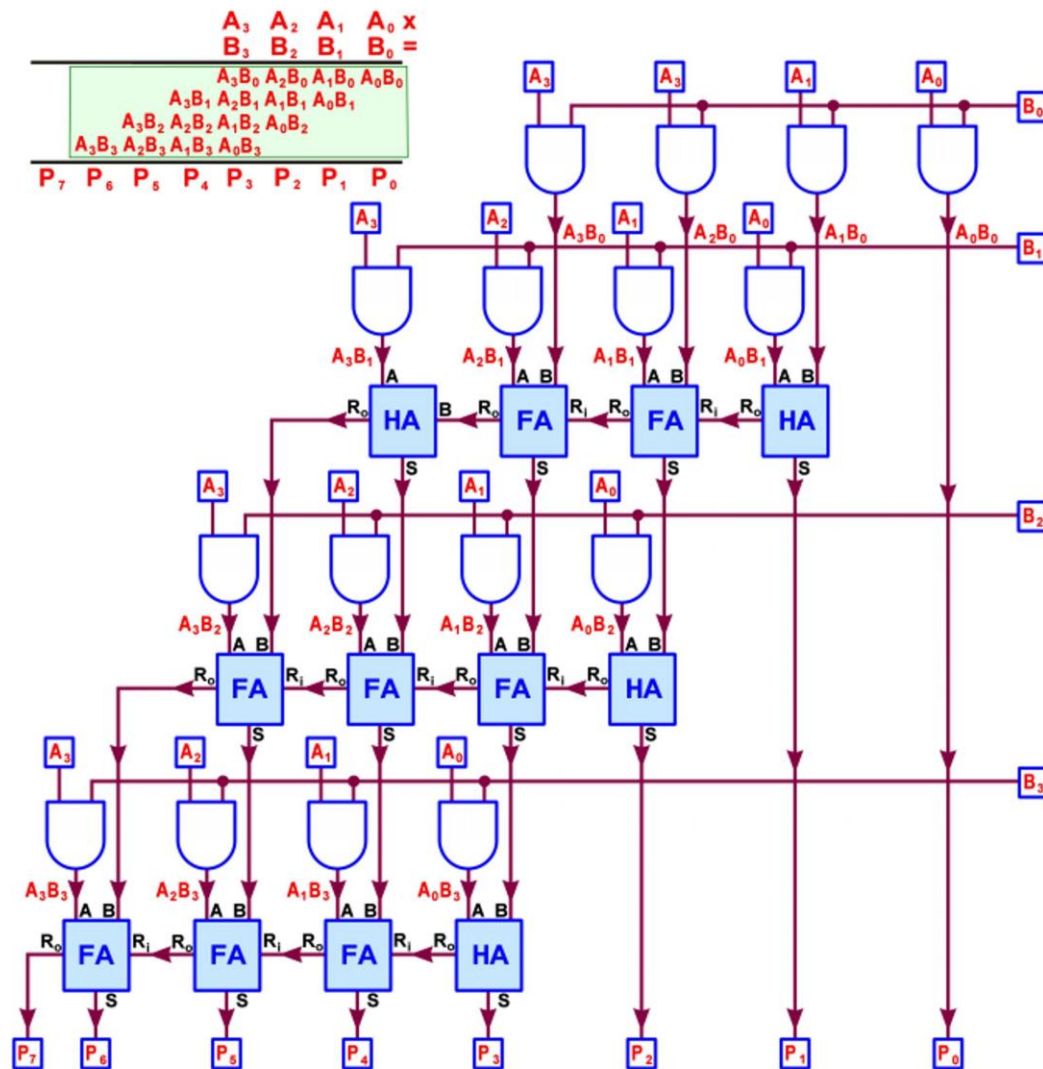 A₃ A₂ A₁ A₀ x
B₃ B₂ B₁ B₀ =
A₃B₀ A₂B₀ A₁B₀ A₀B₀
A₃B₁ A₂B₁ A₁B₁ A₀B₁
A₃B₂ A₂B₂ A₁B₂ A₀B₂
A₃B₃ A₂B₃ A₁B₃ A₀B₃
P₇ P₆ P₅ P₄ P₃ P₂ P₁ P₀
A₃ A₃ A₁ A₀
B₀
A₃ A₂ A₁ A₀
A₃B₀ A₂B₀ A₁B₀ A₀B₀
B₁
A₃B₁ A₂B₁ A₁B₁ A₀B₁
A A B A B A B
Rₒ HA B Rₒ FA Rᵢ Rₒ FA Rᵢ Rₒ HA
S S S S
A₃ A₂ A₁ A₀
B₂
A₃B₂ A₂B₂ A₁B₂ A₀B₂
A B A B A B A B
Rₒ FA Rᵢ Rₒ FA Rᵢ Rₒ FA Rᵢ Rₒ HA
S S S S
A₃ A₂ A₁ A₀
B₃
A₃B₃ A₂B₃ A₁B₃ A₀B₃
A B A B A B A B
Rₒ FA Rᵢ Rₒ FA Rᵢ Rₒ FA Rᵢ Rₒ HA
S S S S
P₇ P₆ P₅ P₄ P₃ P₂ P₁ P₀